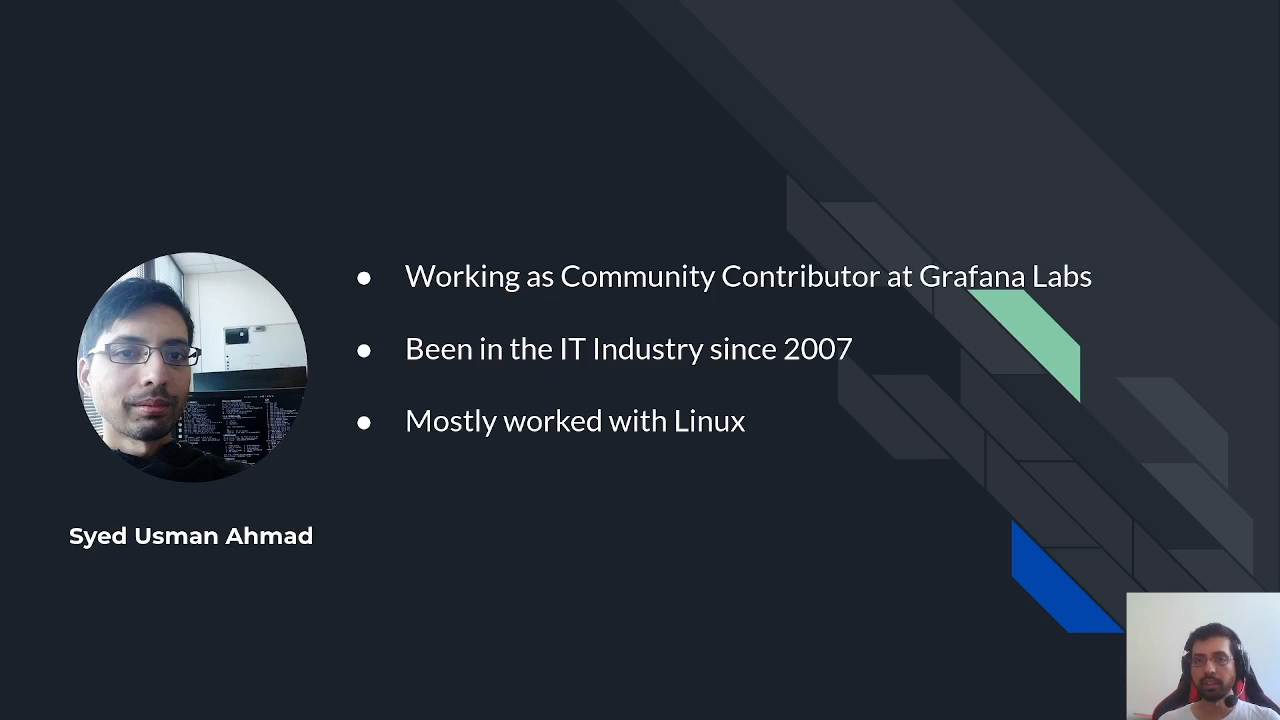 Working as Community Contributor at Grafana Labs
Been in the IT Industry since 2007
Mostly worked with Linux
Syed Usman Ahmad